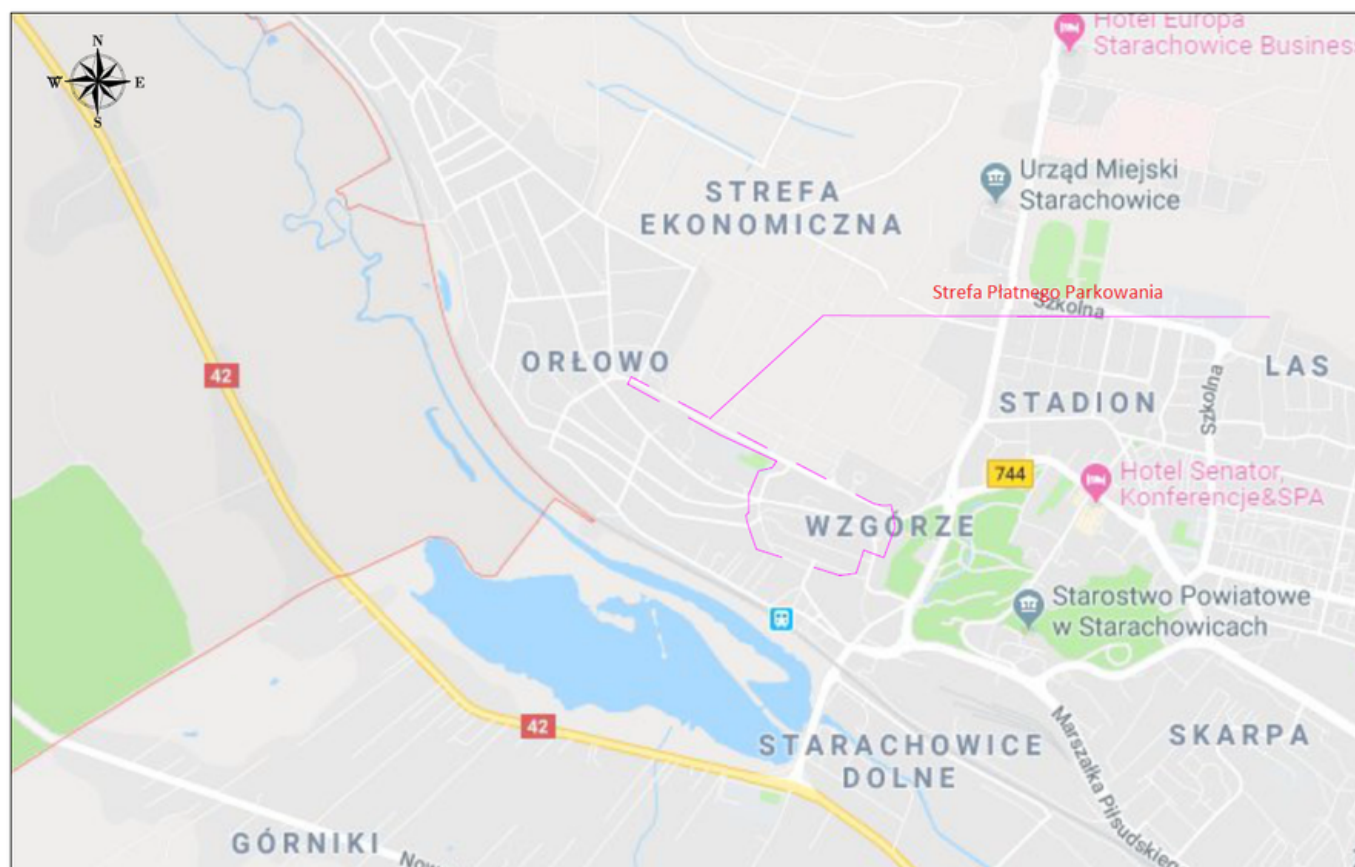 Hotel Europa
Starachowice Business
N
W
E
S
Urząd Miejski
Starachowice
STREFA
EKONOMICZNA
Strefa Płatnego Parkowania
Szkolna
ORŁOWO
42
LAS
STADION
Szkolna
744
Hotel Senator,
Konferencje&SPA
WZGÓRZE
Starostwo Powiatowe
w Starachowicach
42
STARACHOWICE
DOLNE
SKARPA
Marszałka Piłsudskiego
GÓRNIKI